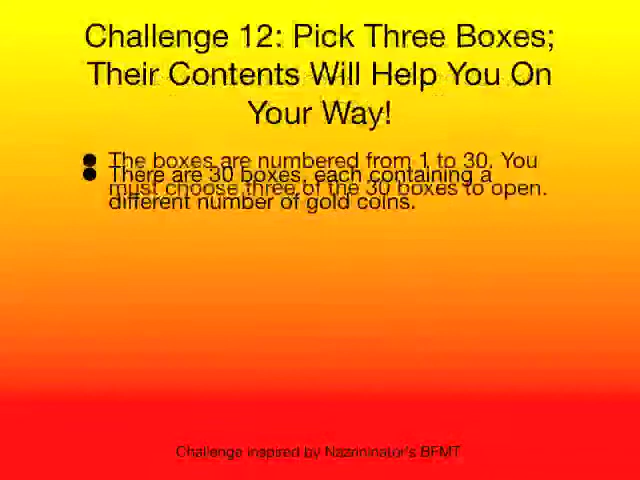 Challenge 12: Pick Three Boxes;
Their Contents Will Help You On
Your Way!
● The boxes are numbered from 1 to 30. You
must choose three of the 30 boxes to open.
● There are 30 boxes, each containing a
different number of gold coins.
Challenge inspired by Nazrininator's BFMT